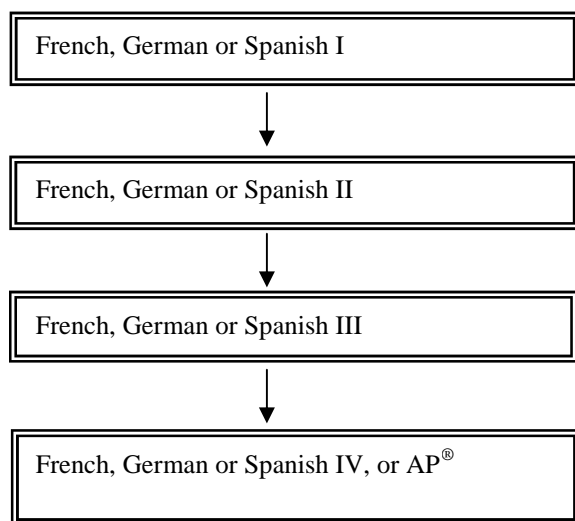 French, German or Spanish I
French, German or Spanish II
French, German or Spanish III
French, German or Spanish IV, or AP®